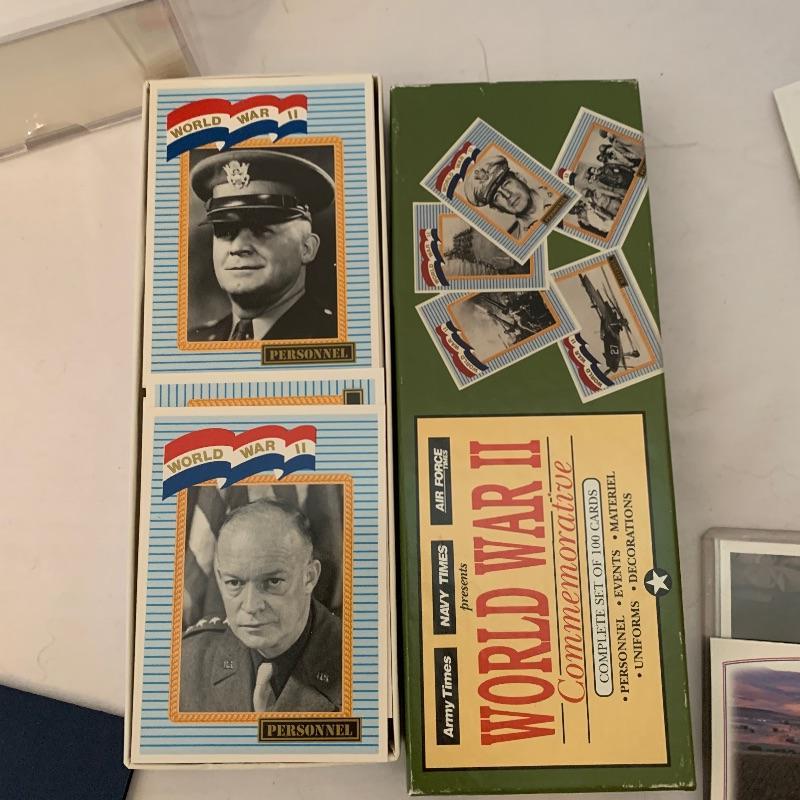 WORLD WAR II
PERSONNEL
WORLD WAR II
PERSONNEL
Army Times NAVY TIMES AIR FORCE TIMES
presents
WORLD WAR II
Commemorative
COMPLETE SET OF 100 CARDS
• PERSONNEL • EVENTS • MATERIEL
• UNIFORMS • DECORATIONS